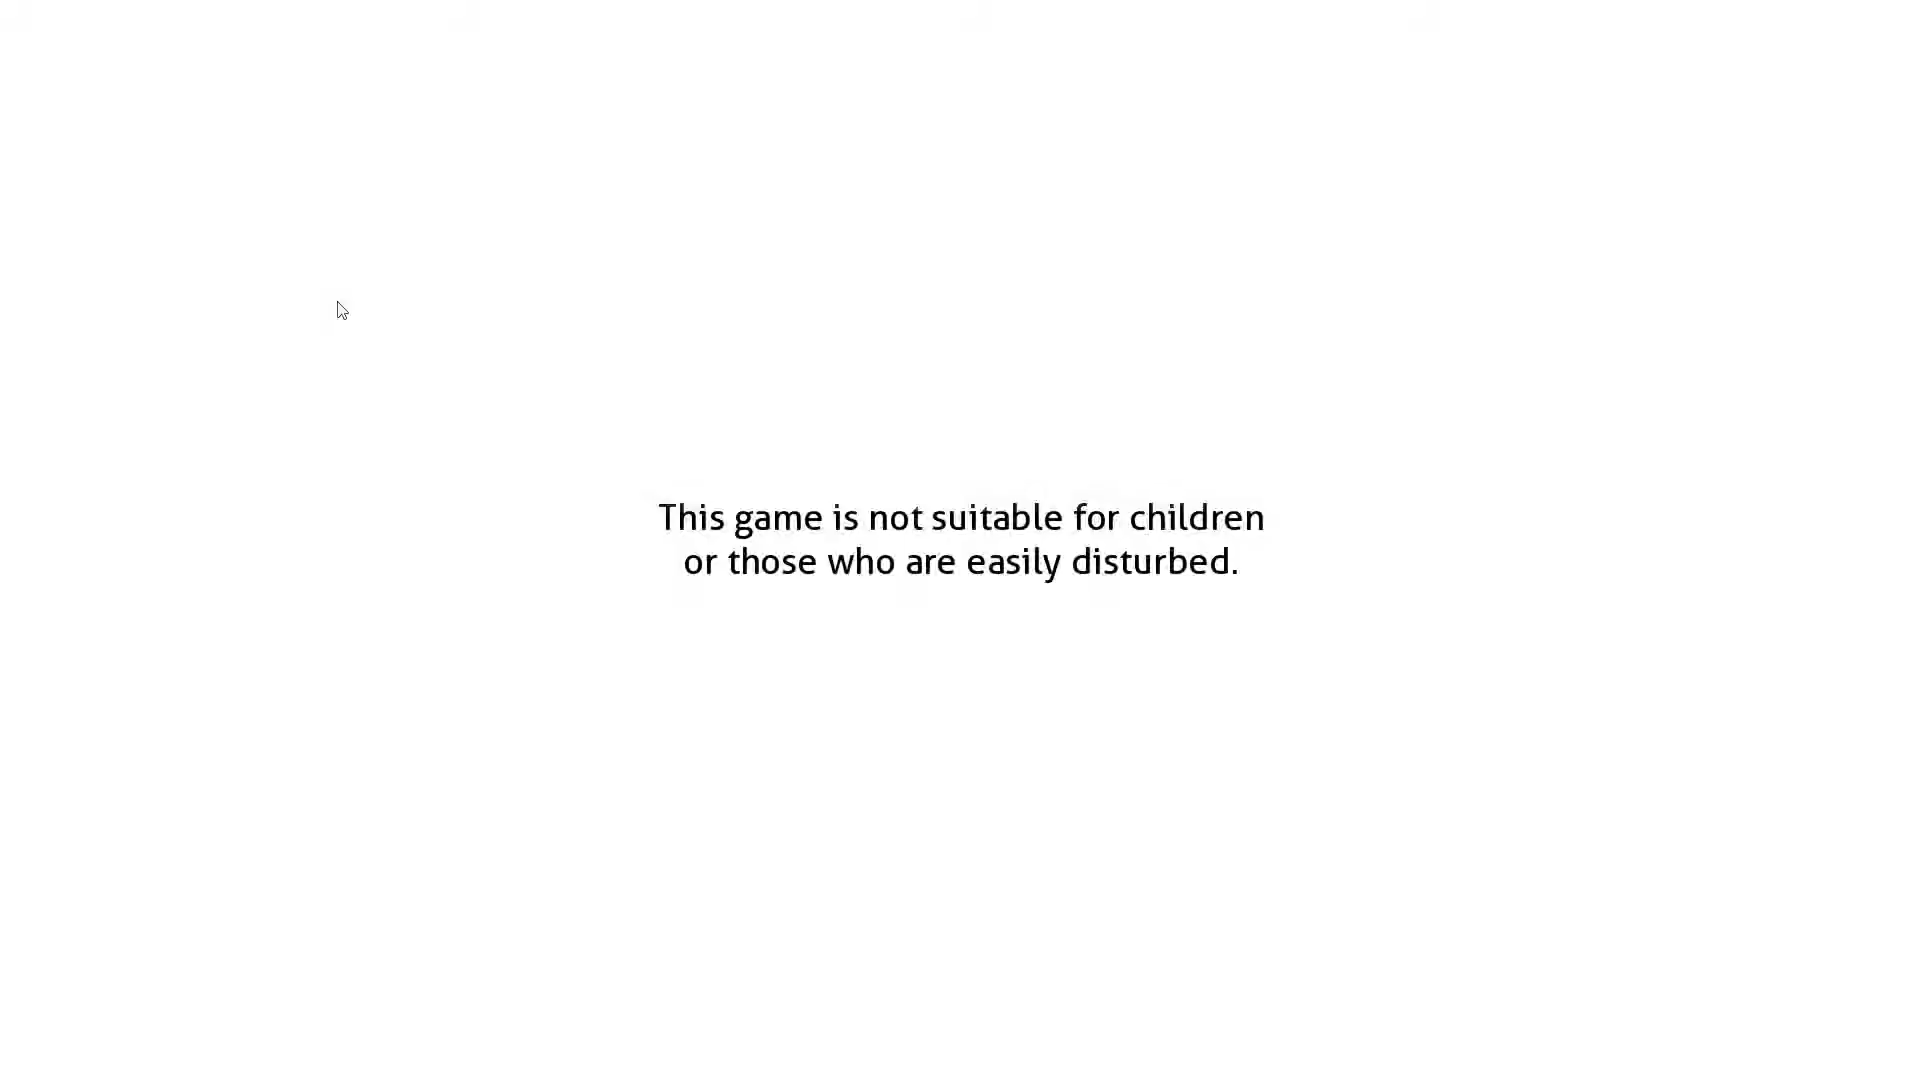 This game is not suitable for children
or those who are easily disturbed.